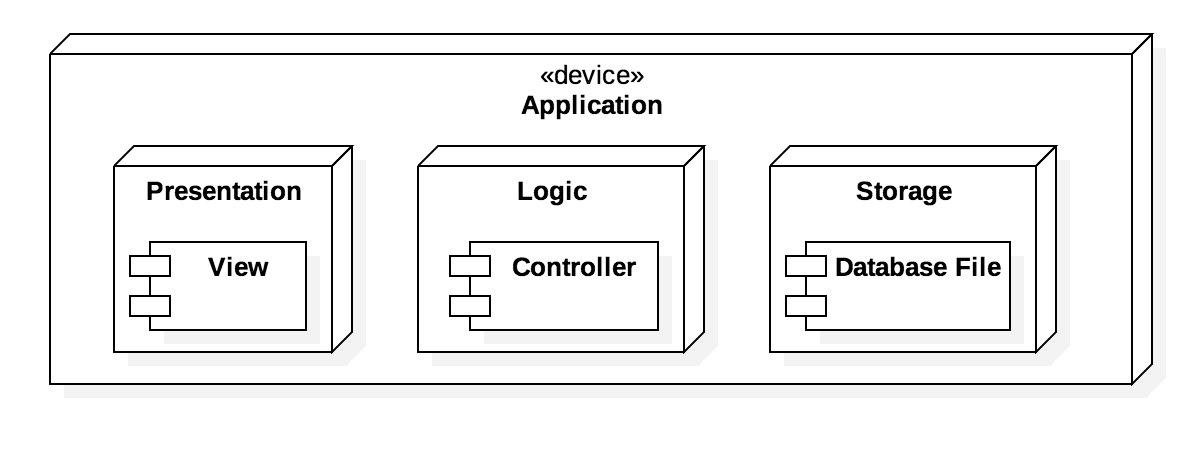 «device»
Application
Presentation
View
Logic
Controller
Storage
Database File